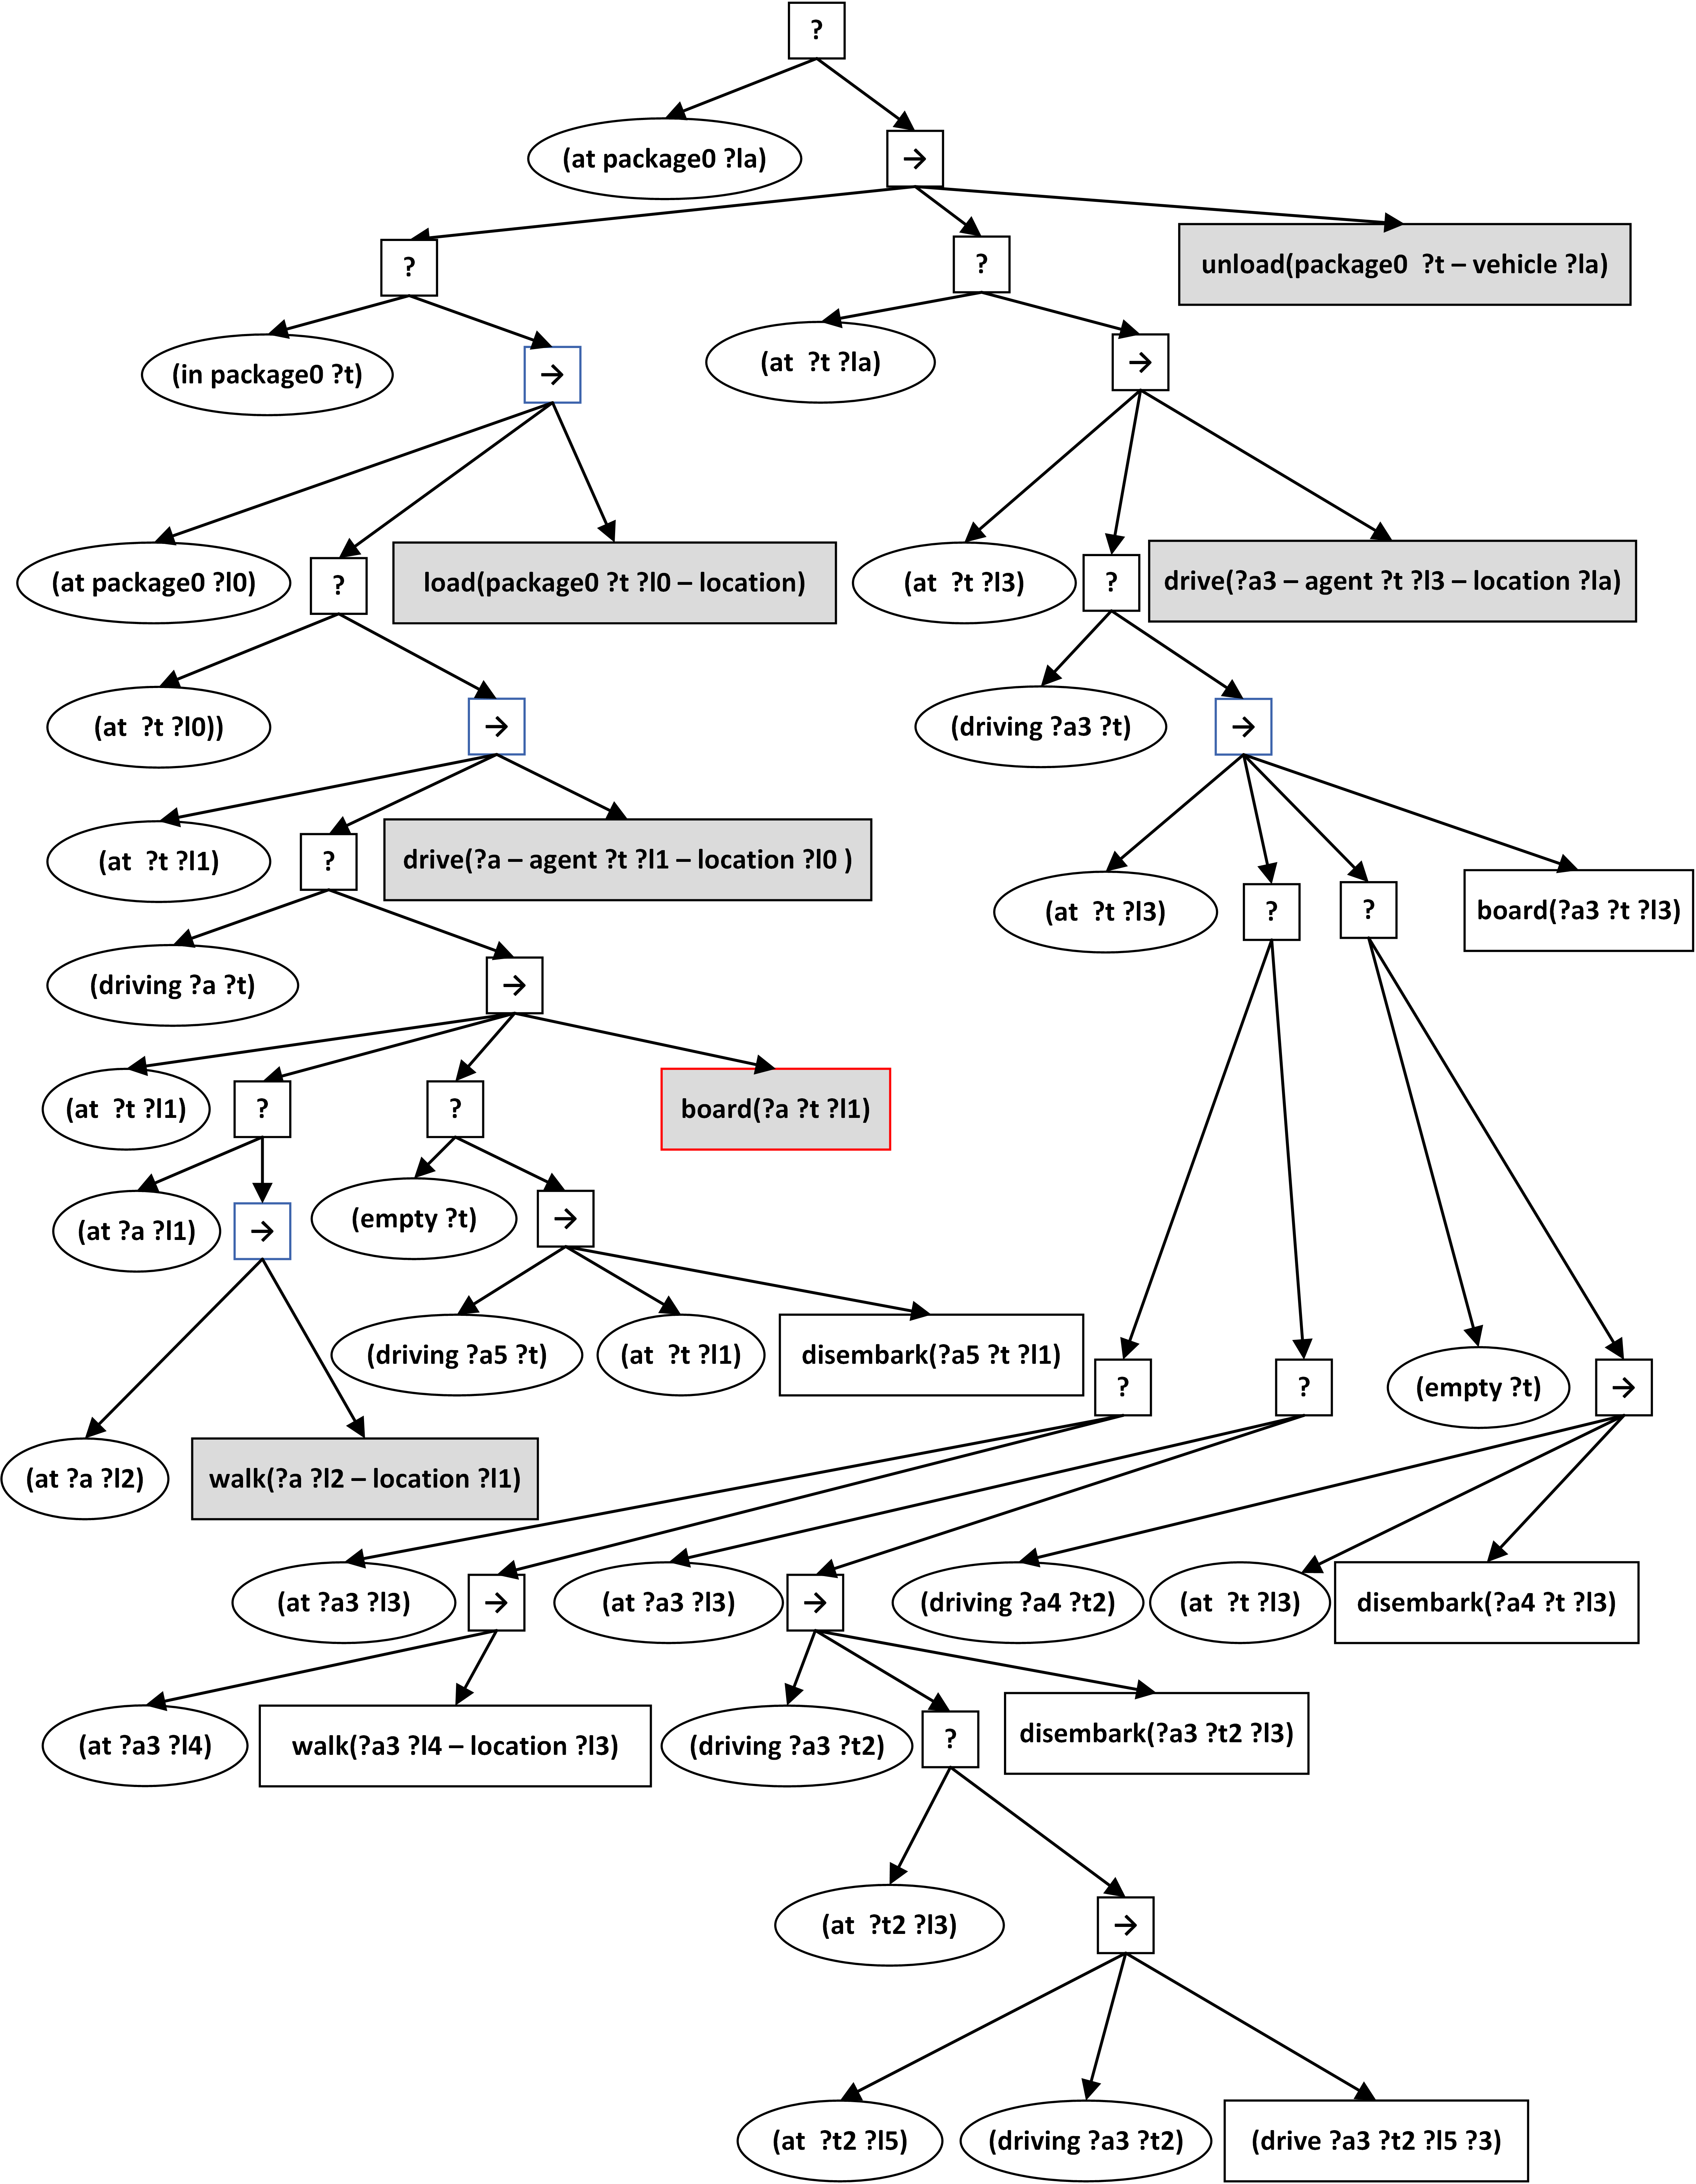 ?
(at package0 ?la)
→
?
?
unload(package0  ?t – vehicle ?la)
(in package0 ?t)
→
(at  ?t ?la)
→
(at package0 ?l0)
?
load(package0 ?t ?l0 – location)
(at  ?t ?l3)
?
drive(?a3 – agent ?t ?l3 – location ?la)
(at  ?t ?l0))
→
(driving ?a3 ?t)
→
(at  ?t ?l1)
?
drive(?a – agent ?t ?l1 – location ?l0 )
(at  ?t ?l3)
?
?
board(?a3 ?t ?l3)
(driving ?a ?t)
→
(at  ?t ?l1)
?
?
board(?a ?t ?l1)
(at ?a ?l1)
→
(empty ?t)
→
(driving ?a5 ?t)
(at  ?t ?l1)
disembark(?a5 ?t ?l1)
?
?
(empty ?t)
→
(at ?a ?l2)
walk(?a ?l2 – location ?l1)
(at ?a3 ?l3)
→
(at ?a3 ?l3)
→
(driving ?a4 ?t2)
(at  ?t ?l3)
disembark(?a4 ?t ?l3)
(at ?a3 ?l4)
walk(?a3 ?l4 – location ?l3)
(driving ?a3 ?t2)
?
disembark(?a3 ?t2 ?l3)
(at  ?t2 ?l3)
→
(at  ?t2 ?l5)
(driving ?a3 ?t2)
(drive ?a3 ?t2 ?l5 ?3)